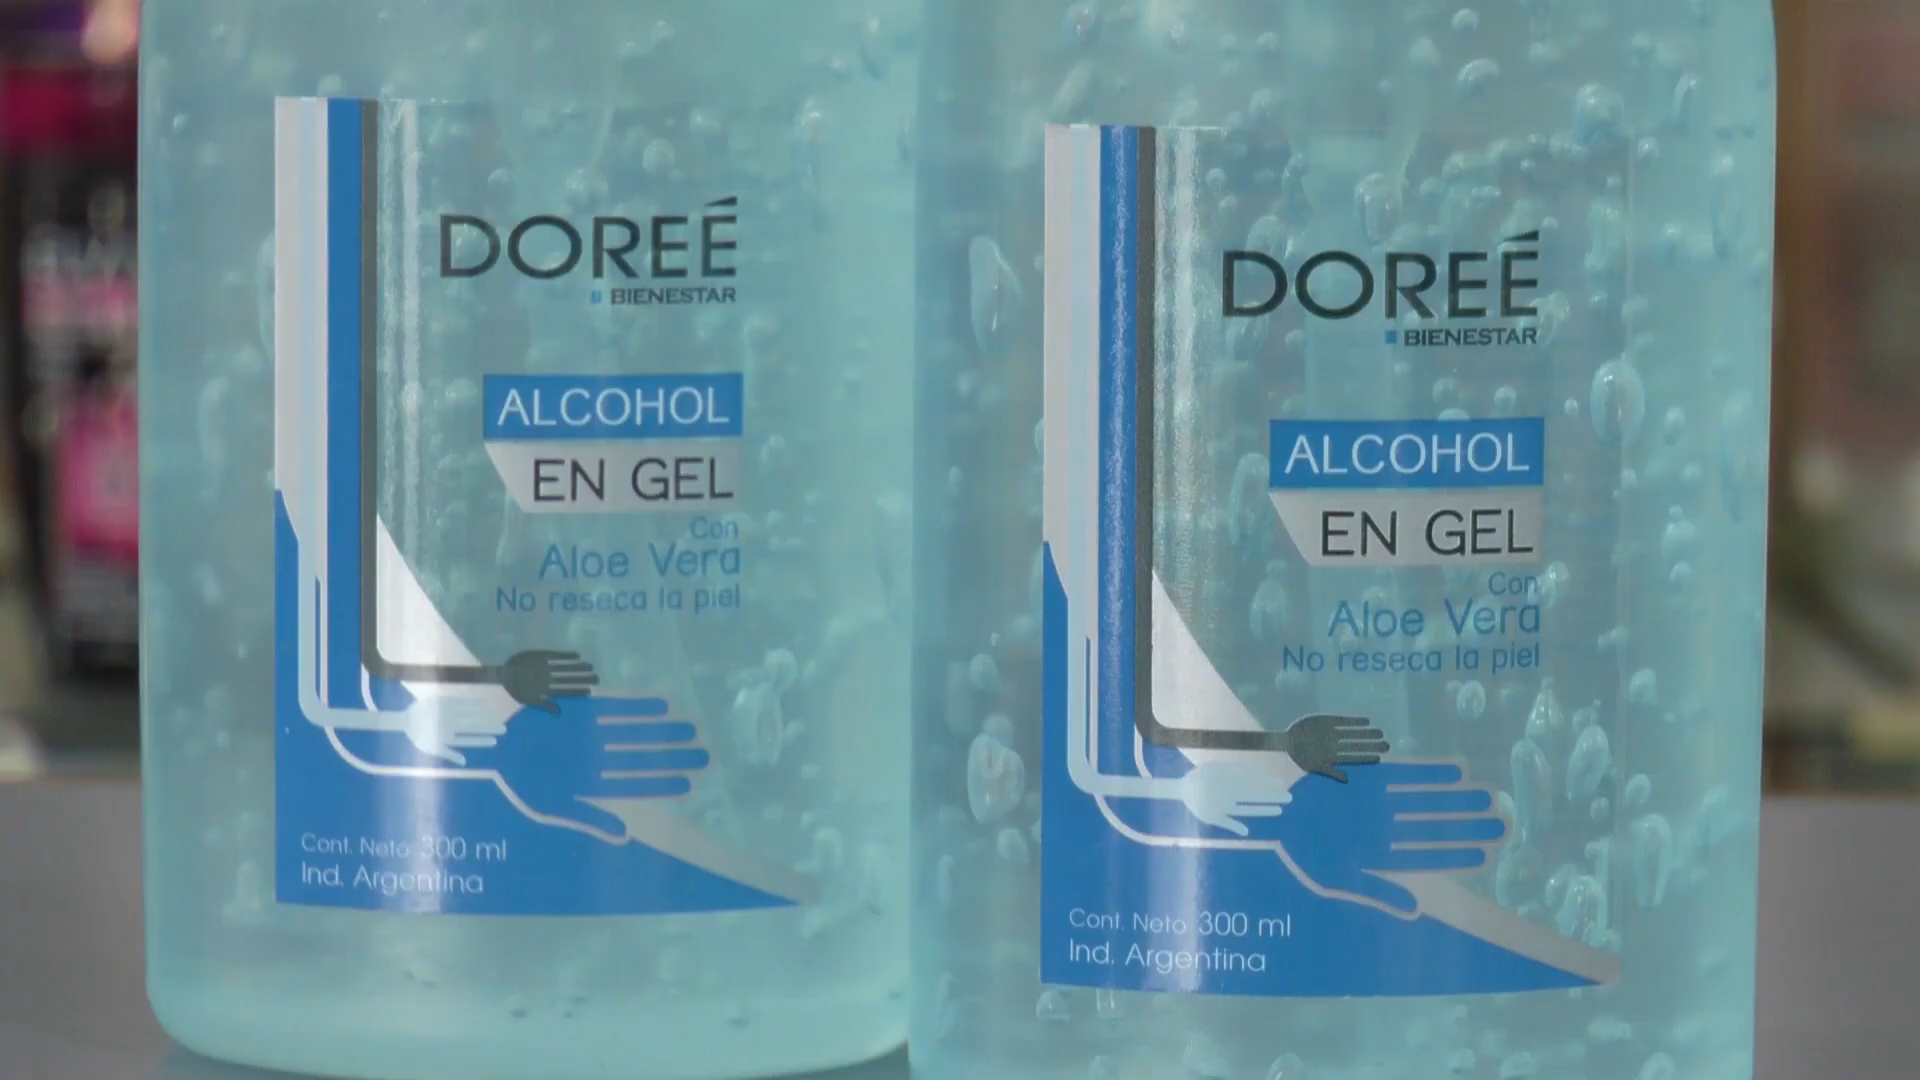 DOREÉ
BIENESTAR
ALCOHOL
EN GEL
Con
Aloe Vera
No reseca la piel
Cont. Neto 300 ml
Ind. Argentina
DOREÉ
BIENESTAR
ALCOHOL
EN GEL
Con
Aloe Vera
No reseca la piel
Cont. Neto 300 ml
Ind. Argentina